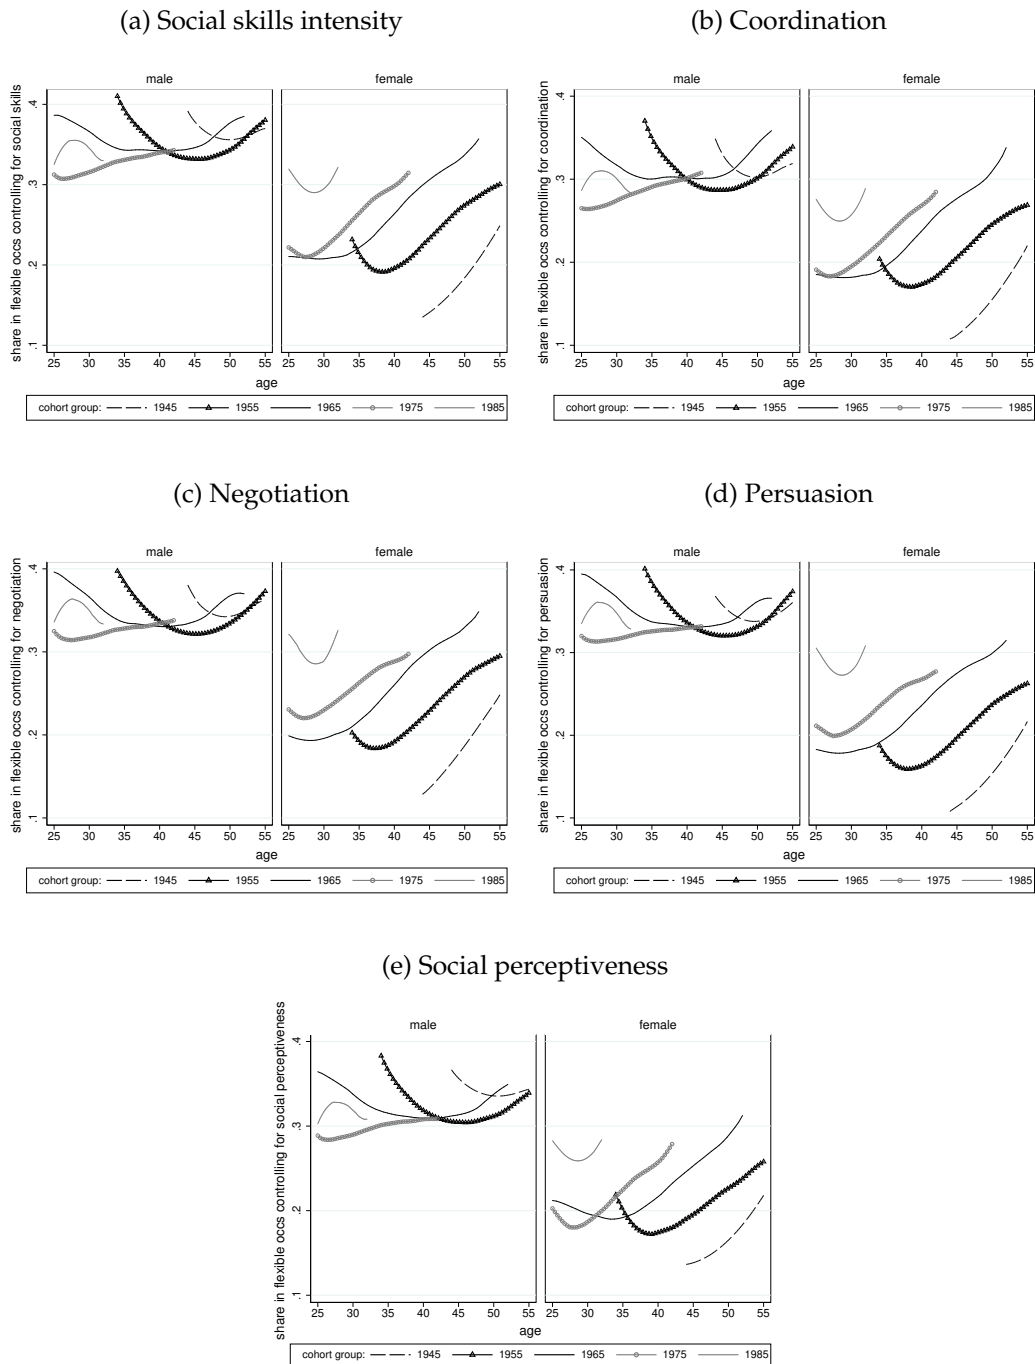 (a) Social skills intensity
(b) Coordination
male
female
share in flexible occs controlling for social skills
.4
.3
.2
.1
25 30 35 40 45 50 55
25 30 35 40 45 50 55
age
cohort group: 1945 1955 1965 1975 1985
male
female
share in flexible occs controlling for coordination
.4
.3
.2
.1
25 30 35 40 45 50 55
25 30 35 40 45 50 55
age
cohort group: 1945 1955 1965 1975 1985
(c) Negotiation
(d) Persuasion
male
female
share in flexible occs controlling for negotiation
.4
.3
.2
.1
25 30 35 40 45 50 55
25 30 35 40 45 50 55
age
cohort group: 1945 1955 1965 1975 1985
male
female
share in flexible occs controlling for persuasion
.4
.3
.2
.1
25 30 35 40 45 50 55
25 30 35 40 45 50 55
age
cohort group: 1945 1955 1965 1975 1985
(e) Social perceptiveness
male
female
share in flexible occs controlling for social perceptiveness
.4
.3
.2
.1
25 30 35 40 45 50 55
25 30 35 40 45 50 55
age
cohort group: 1945 1955 1965 1975 1985